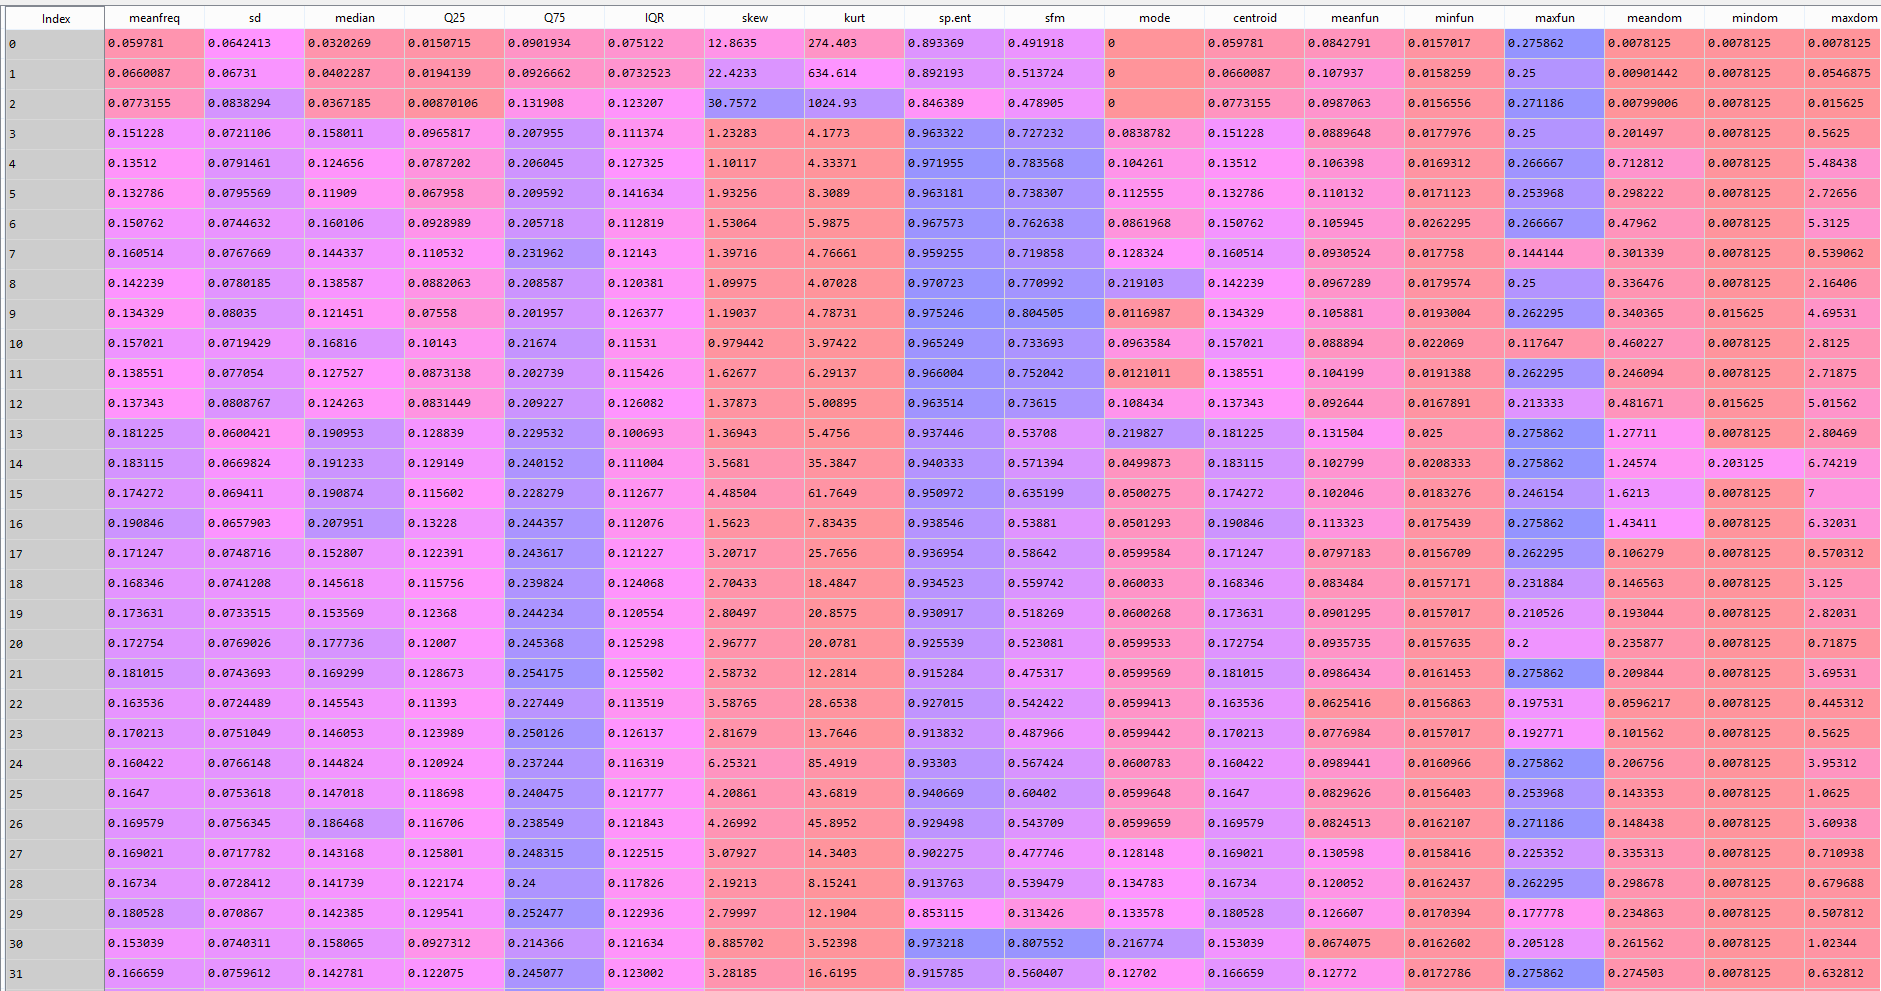 Index meanfreq sd median Q25 Q75 IQR skew kurt sp.ent sfm mode centroid meanfun minfun maxfun meandom mindom maxdom
0 0.059781 0.0642413 0.0320269 0.0150715 0.0901934 0.075122 12.8635 274.403 0.893369 0.491918 0 0.059781 0.0842791 0.0157017 0.275862 0.0078125 0.0078125 0.0078125
1 0.0660087 0.06731 0.0402287 0.0194139 0.0926662 0.0732523 22.4233 634.614 0.892193 0.513724 0 0.0660087 0.107937 0.0158259 0.25 0.00901442 0.0078125 0.0546875
2 0.0773155 0.0838294 0.0367185 0.00870106 0.131908 0.123207 30.7572 1024.93 0.846389 0.478905 0 0.0773155 0.0987063 0.0156556 0.271186 0.00799006 0.0078125 0.015625
3 0.151228 0.0721106 0.158011 0.0965817 0.207955 0.111374 1.23283 4.1773 0.963322 0.727232 0.0838782 0.151228 0.0889648 0.0177976 0.25 0.201497 0.0078125 0.5625
4 0.13512 0.0791461 0.124656 0.0787202 0.206045 0.127325 1.10117 4.33371 0.971955 0.783568 0.104261 0.13512 0.106398 0.0169312 0.266667 0.712812 0.0078125 5.48438
5 0.132786 0.0795569 0.11909 0.067958 0.209592 0.141634 1.93256 8.3089 0.963181 0.738307 0.112555 0.132786 0.110132 0.0171123 0.253968 0.298222 0.0078125 2.72656
6 0.150762 0.0744632 0.160106 0.0928989 0.205718 0.112819 1.53064 5.9875 0.967573 0.762638 0.0861968 0.150762 0.105945 0.0262295 0.266667 0.47962 0.0078125 5.3125
7 0.160514 0.0767669 0.144337 0.110532 0.231962 0.12143 1.39716 4.76661 0.959255 0.719858 0.128324 0.160514 0.0930524 0.017758 0.144144 0.301339 0.0078125 0.539062
8 0.142239 0.0780185 0.138587 0.0882063 0.208587 0.120381 1.09975 4.07028 0.970723 0.770992 0.219103 0.142239 0.0967289 0.0179574 0.25 0.336476 0.0078125 2.16406
9 0.134329 0.08035 0.121451 0.07558 0.201957 0.126377 1.19037 4.78731 0.975246 0.804505 0.0116987 0.134329 0.105881 0.0193004 0.262295 0.340365 0.015625 4.69531
10 0.157021 0.0719429 0.16816 0.10143 0.21674 0.11531 0.979442 3.97422 0.965249 0.733693 0.0963584 0.157021 0.088894 0.022069 0.117647 0.460227 0.0078125 2.8125
11 0.138551 0.077054 0.127527 0.0873138 0.202739 0.115426 1.62677 6.29137 0.966004 0.752042 0.0121011 0.138551 0.104199 0.0191388 0.262295 0.246094 0.0078125 2.71875
12 0.137343 0.0808767 0.124263 0.0831449 0.209227 0.126082 1.37873 5.00895 0.963514 0.73615 0.108434 0.137343 0.092644 0.0167891 0.213333 0.481671 0.015625 5.01562
13 0.181225 0.0600421 0.190953 0.128839 0.229532 0.100693 1.36943 5.4756 0.937446 0.53708 0.219827 0.181225 0.131504 0.025 0.275862 1.27711 0.0078125 2.80469
14 0.183115 0.0669824 0.191233 0.129149 0.240152 0.111004 3.5681 35.3847 0.940333 0.571394 0.0499873 0.183115 0.102799 0.0208333 0.275862 1.24574 0.203125 6.74219
15 0.174272 0.069411 0.190874 0.115602 0.228279 0.112677 4.48504 61.7649 0.950972 0.635199 0.0500275 0.174272 0.102046 0.0183276 0.246154 1.6213 0.0078125 7
16 0.190846 0.0657903 0.207951 0.13228 0.244357 0.112076 1.5623 7.83435 0.938546 0.53881 0.0501293 0.190846 0.113323 0.0175439 0.275862 1.43411 0.0078125 6.32031
17 0.171247 0.0748716 0.152807 0.122391 0.243617 0.121227 3.20717 25.7656 0.936954 0.58642 0.0599584 0.171247 0.0797183 0.0156709 0.262295 0.106279 0.0078125 0.570312
18 0.168346 0.0741208 0.145618 0.115756 0.239824 0.124068 2.70433 18.4847 0.934523 0.559742 0.060033 0.168346 0.083484 0.0157171 0.231884 0.146563 0.0078125 3.125
19 0.173631 0.0733515 0.153569 0.12368 0.244234 0.120554 2.80497 20.8575 0.930917 0.518269 0.0600268 0.173631 0.0901295 0.0157017 0.210526 0.193044 0.0078125 2.82031
20 0.172754 0.0769026 0.177736 0.12007 0.245368 0.125298 2.96777 20.0781 0.925539 0.523081 0.0599533 0.172754 0.0935735 0.0157635 0.2 0.235877 0.0078125 0.71875
21 0.181015 0.0743693 0.169299 0.128673 0.254175 0.125502 2.58732 12.2814 0.915284 0.475317 0.0599569 0.181015 0.0986434 0.0161453 0.275862 0.209844 0.0078125 3.69531
22 0.163536 0.0724489 0.145543 0.11393 0.227449 0.113519 3.58765 28.6538 0.927015 0.542422 0.0599413 0.163536 0.0625416 0.0156863 0.197531 0.0596217 0.0078125 0.445312
23 0.170213 0.0751049 0.146053 0.123989 0.250126 0.126137 2.81679 13.7646 0.913832 0.487966 0.0599442 0.170213 0.0776984 0.0157017 0.192771 0.101562 0.0078125 0.5625
24 0.160422 0.0766148 0.144824 0.120924 0.237244 0.116319 6.25321 85.4919 0.93303 0.567424 0.0600783 0.160422 0.0989441 0.0160966 0.275862 0.206756 0.0078125 3.95312
25 0.1647 0.0753618 0.147018 0.118698 0.240475 0.121777 4.20861 43.6819 0.940669 0.60402 0.0599648 0.1647 0.0829626 0.0156403 0.253968 0.143353 0.0078125 1.0625
26 0.169579 0.0756345 0.186468 0.116706 0.238549 0.121843 4.26992 45.8952 0.929498 0.543709 0.0599659 0.169579 0.0824513 0.0162107 0.271186 0.148438 0.0078125 3.60938
27 0.169021 0.0717782 0.143168 0.125801 0.248315 0.122515 3.07927 14.3403 0.902275 0.477746 0.128148 0.169021 0.130598 0.0158416 0.225352 0.335313 0.0078125 0.710938
28 0.16734 0.0728412 0.141739 0.122174 0.24 0.117826 2.19213 8.15241 0.913763 0.539479 0.134783 0.16734 0.120052 0.0162437 0.262295 0.298678 0.0078125 0.679688
29 0.180528 0.070867 0.142385 0.129541 0.252477 0.122936 2.79997 12.1904 0.853115 0.313426 0.133578 0.180528 0.126607 0.0170394 0.177778 0.234863 0.0078125 0.507812
30 0.153039 0.0740311 0.158065 0.0927312 0.214366 0.121634 0.885702 3.52398 0.973218 0.807552 0.216774 0.153039 0.0674075 0.0162602 0.205128 0.261562 0.0078125 1.02344
31 0.166659 0.0759612 0.142781 0.122075 0.245077 0.123002 3.28185 16.6195 0.915785 0.560407 0.12702 0.166659 0.12772 0.0172786 0.275862 0.274503 0.0078125 0.632812